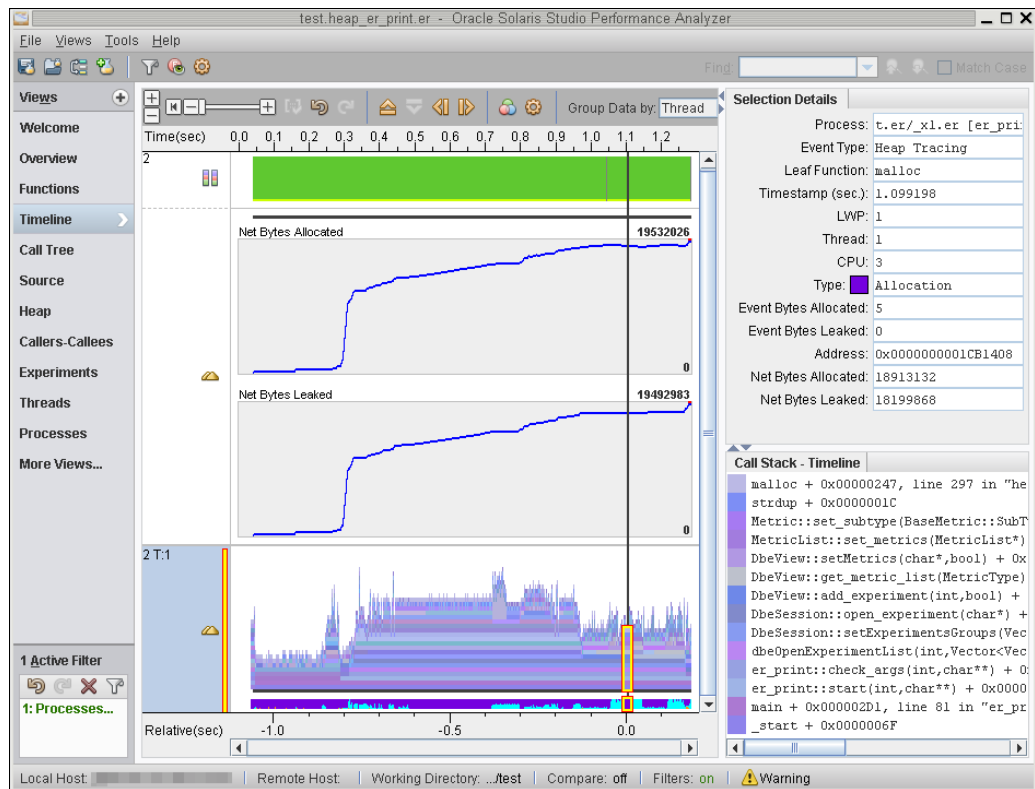 test.heap_er_print.er - Oracle Solaris Studio Performance Analyzer
File Views Tools Help
Find: Match Case
Views
Welcome
Overview
Functions
Timeline
Call Tree
Source
Heap
Callers-Callees
Experiments
Threads
Processes
More Views...
1 Active Filter
1: Processes...
Group Data by: Thread
Time(sec) 0.0 0.1 0.2 0.3 0.4 0.5 0.6 0.7 0.8 0.9 1.0 1.1 1.2
2
Net Bytes Allocated 19532026
0
Net Bytes Leaked 19492983
0
2 T:1
Relative(sec) -1.0 -0.5 0.0
Selection Details
Process: t.er/_xl.er [er_pri
Event Type: Heap Tracing
Leaf Function: malloc
Timestamp (sec.): 1.099198
LWP: 1
Thread: 1
CPU: 3
Type: Allocation
Event Bytes Allocated: 5
Event Bytes Leaked: 0
Address: 0x0000000001CB1408
Net Bytes Allocated: 18913132
Net Bytes Leaked: 18199868
Call Stack - Timeline
malloc + 0x00000247, line 297 in "he
strdup + 0x0000001C
Metric::set_subtype(BaseMetric::SubT
MetricList::set_metrics(MetricList*)
DbeView::setMetrics(char*,bool) + 0x
DbeView::get_metric_list(MetricType)
DbeView::add_experiment(int,bool) +
DbeSession::open_experiment(char*) +
DbeSession::setExperimentsGroups(Vec
dbeOpenExperimentList(int,Vector<Vec
er_print::check_args(int,char**) + 0
er_print::start(int,char**) + 0x0000
main + 0x000002D1, line 81 in "er_pr
_start + 0x0000006F
Local Host: Remote Host: Working Directory: .../test Compare: off Filters: on Warning